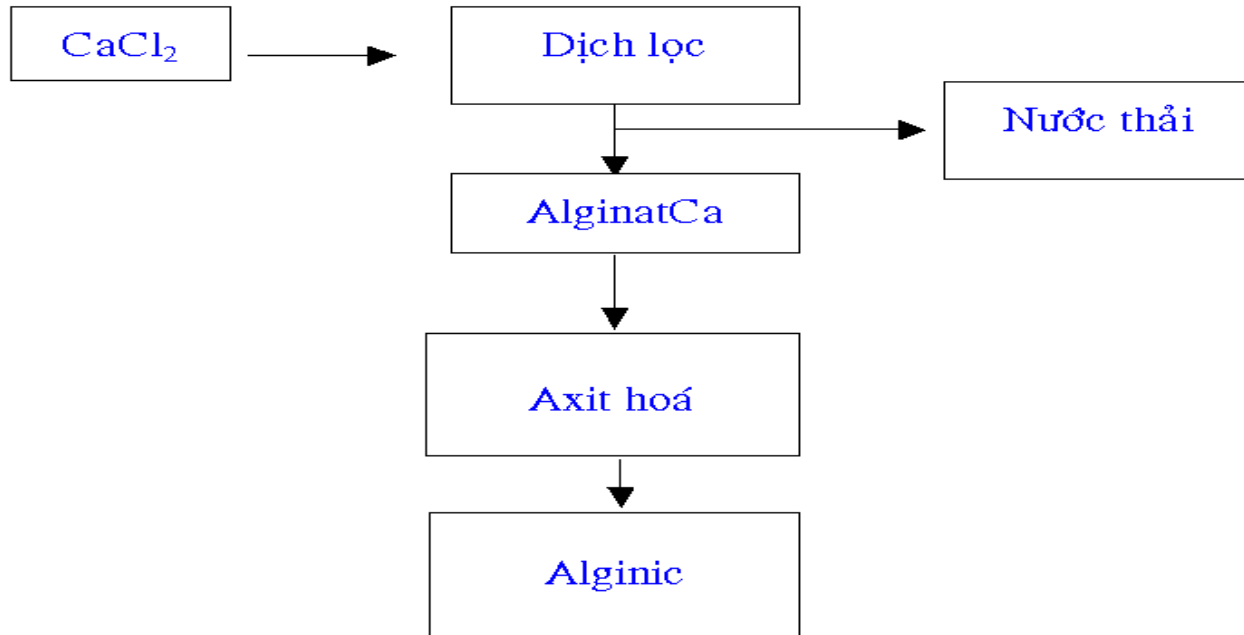 CaCl₂
Dịch lọc
Nước thải
AlginatCa
Axit hoá
Alginic